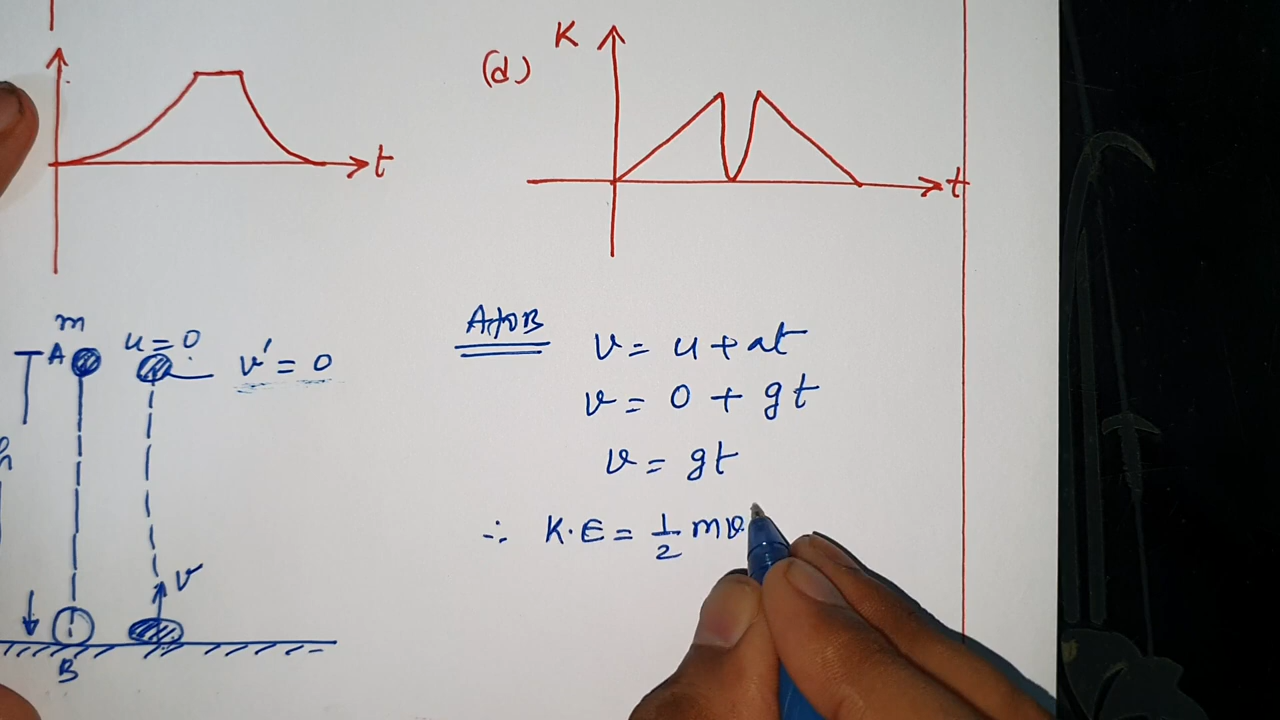 K
(d)
t
t
m
A
u = 0
v' = 0
h
v
B
A to B
v = u + at
v = 0 + gt
v = gt
∴ K.E = 1/2 mv